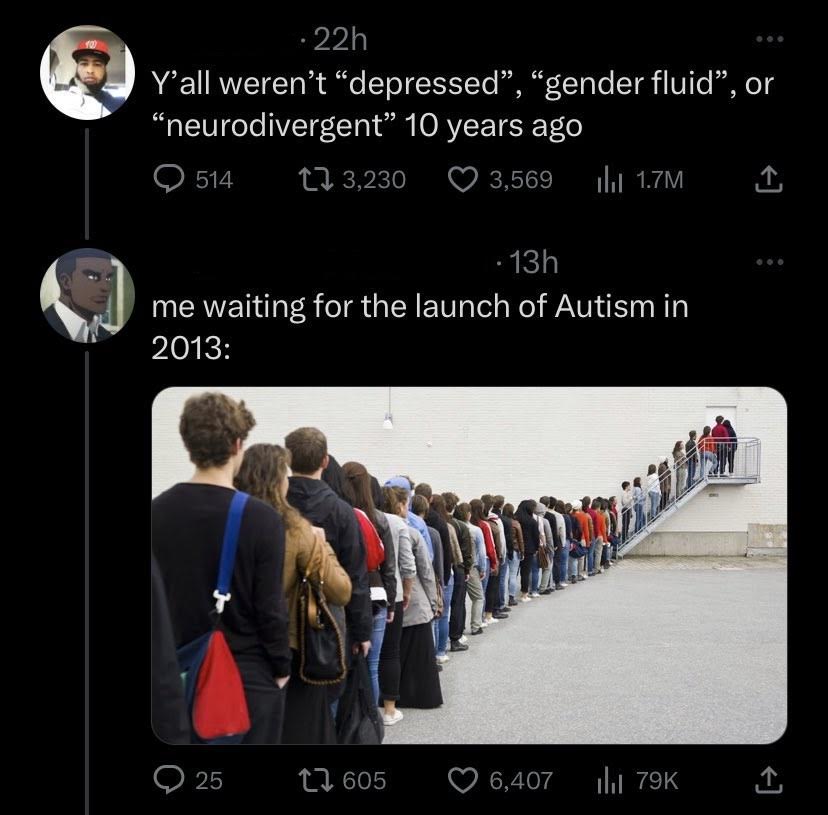 · 22h
Y’all weren’t “depressed”, “gender fluid”, or
“neurodivergent” 10 years ago
514 3,230 3,569 1.7M
· 13h
me waiting for the launch of Autism in
2013:
25 605 6,407 79K